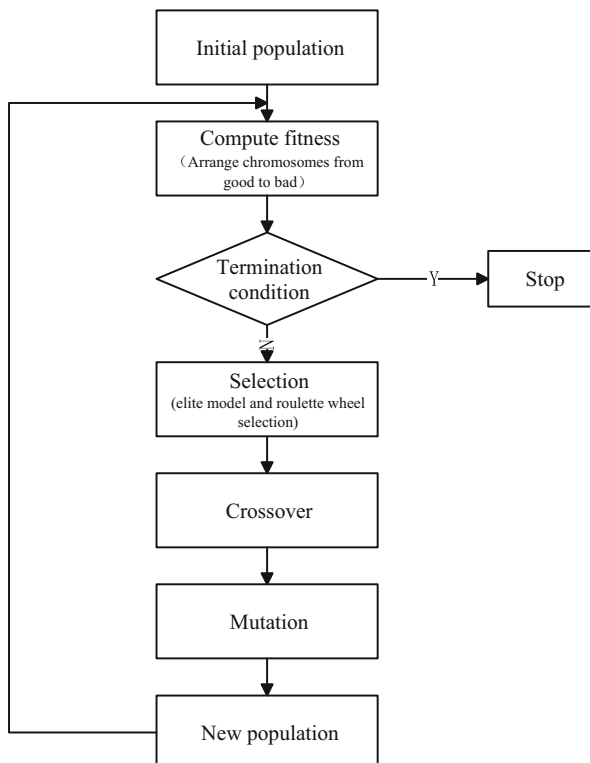 Initial population
Compute fitness
（Arrange chromosomes from
good to bad）
Termination
condition
Y
Stop
N
Selection
(elite model and roulette wheel
selection)
Crossover
Mutation
New population